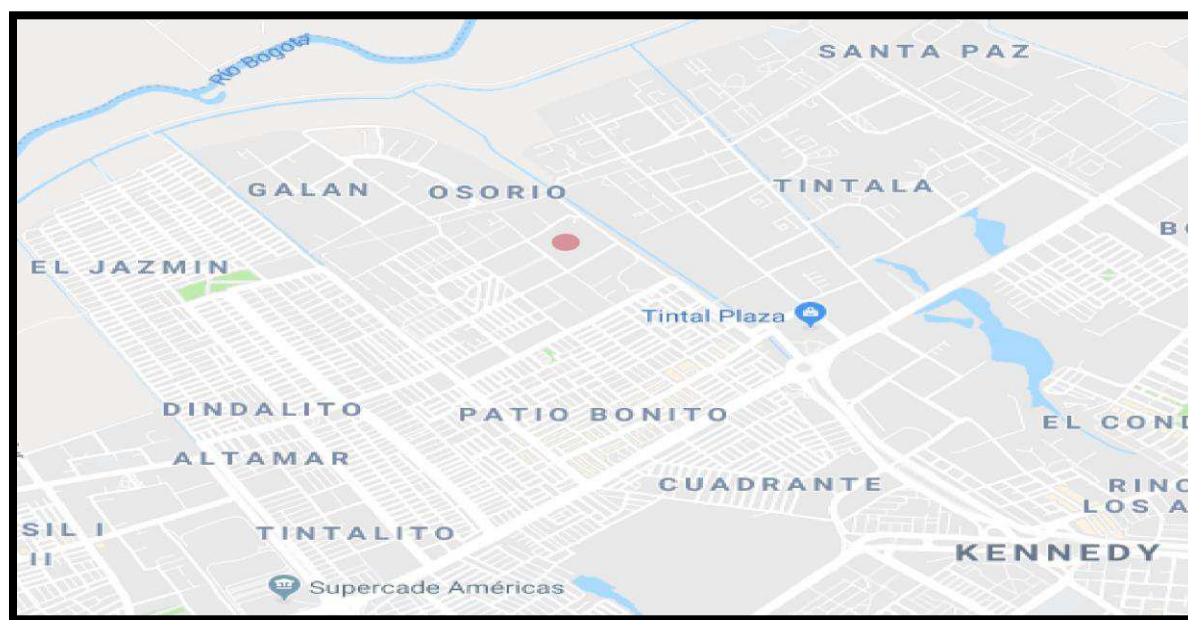 Río Bogotá
SANTA PAZ
GALAN
OSORIO
TINTALA
EL JAZMIN
Tintal Plaza
DINDALITO
PATIO BONITO
EL COND
ALTAMAR
CUADRANTE
RINC
LOS A
SIL I
II
TINTALITO
KENNEDY
Supercade Américas